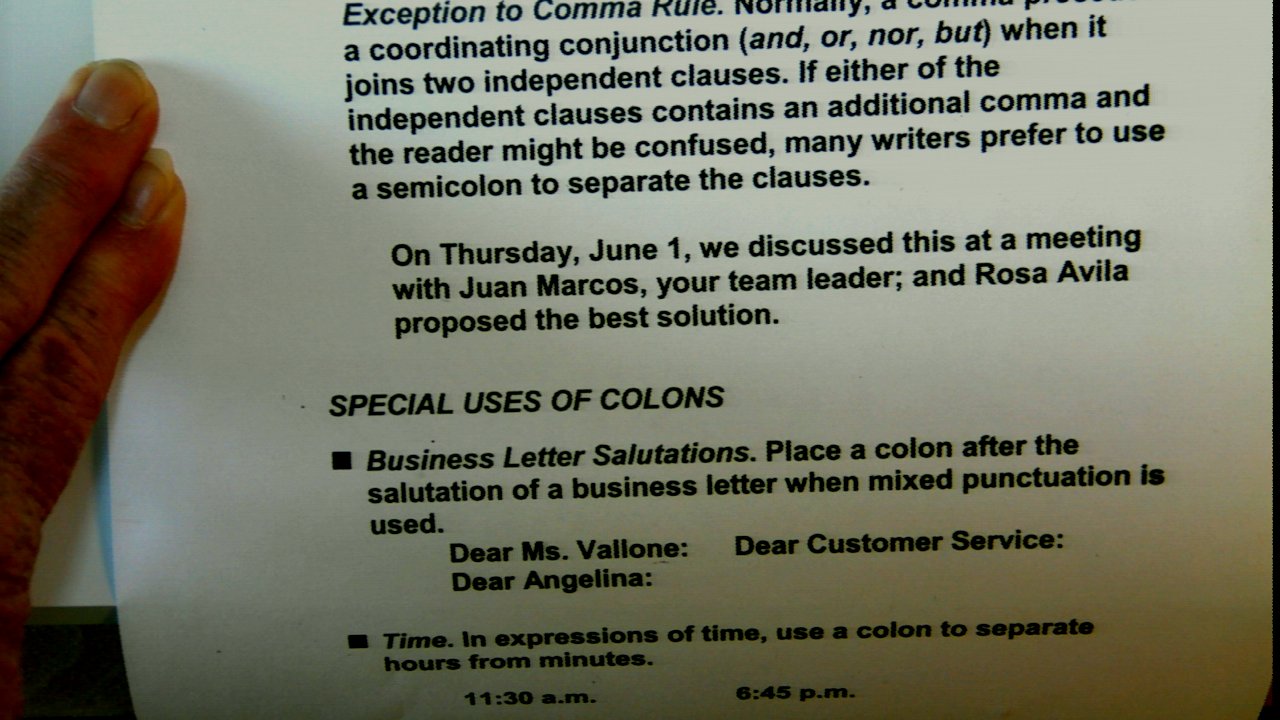 Exception to Comma Rule. Normally, a comma
a coordinating conjunction (and, or, nor, but) when it
joins two independent clauses. If either of the
independent clauses contains an additional comma and
the reader might be confused, many writers prefer to use
a semicolon to separate the clauses.
On Thursday, June 1, we discussed this at a meeting
with Juan Marcos, your team leader; and Rosa Avila
proposed the best solution.
SPECIAL USES OF COLONS
■ Business Letter Salutations. Place a colon after the
salutation of a business letter when mixed punctuation is
used.
Dear Ms. Vallone: Dear Customer Service:
Dear Angelina:
■ Time. In expressions of time, use a colon to separate
hours from minutes.
11:30 a.m. 6:45 p.m.